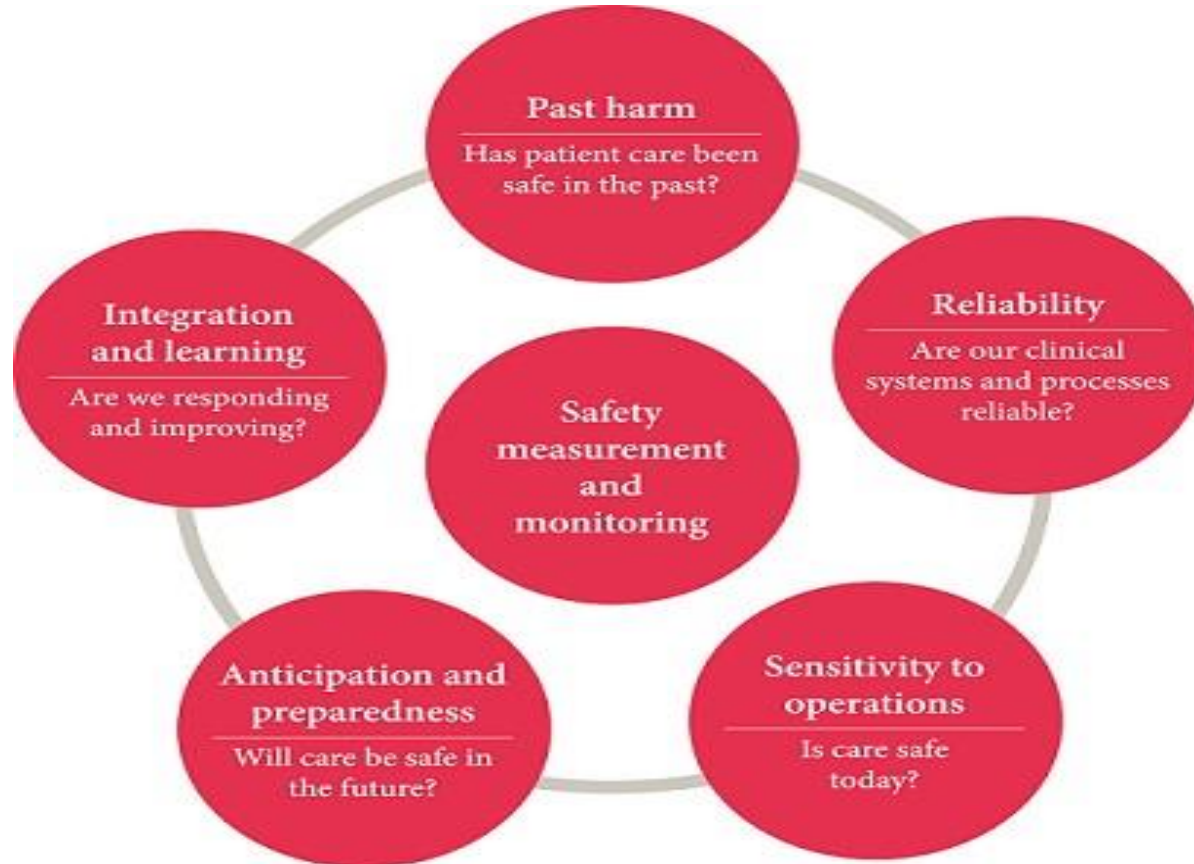 Past harm
Has patient care been
safe in the past?
Reliability
Are our clinical
systems and processes
reliable?
Sensitivity to
operations
Is care safe
today?
Anticipation and
preparedness
Will care be safe in
the future?
Integration
and learning
Are we responding
and improving?
Safety
measurement
and
monitoring